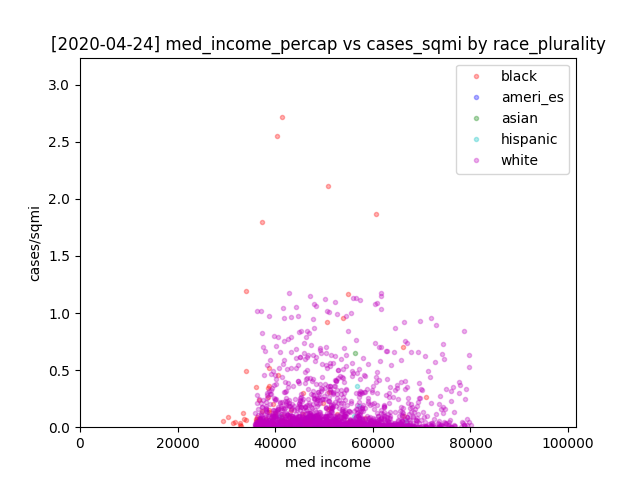 [2020-04-24] med_income_percap vs cases_sqmi by race_plurality
3.0
2.5
2.0
1.5
1.0
0.5
0.0
cases/sqmi
black
ameri_es
asian
hispanic
white
0 20000 40000 60000 80000 100000
med income